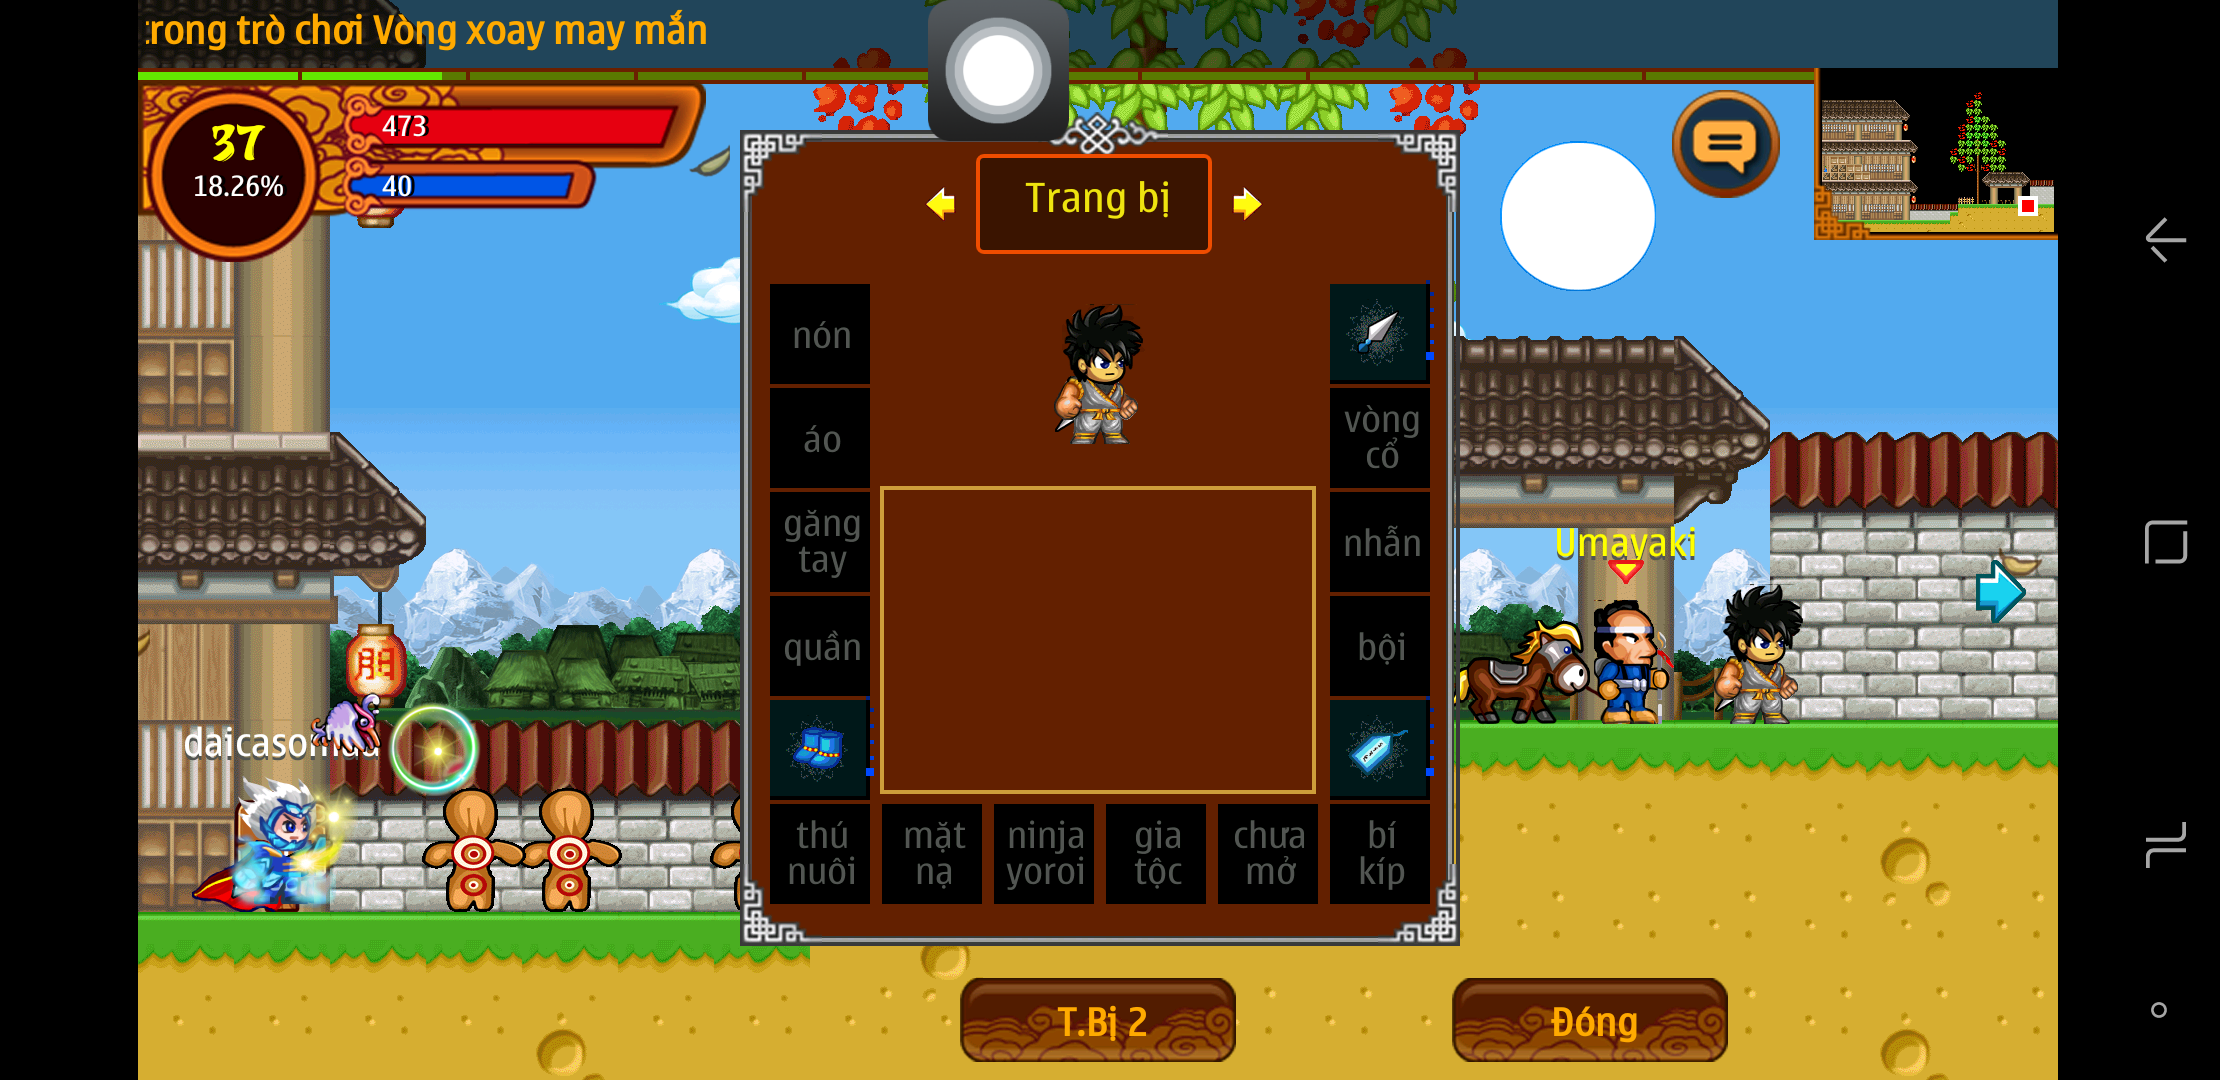 trong trò chơi Vòng xoay may mắn
37
18.26%
473
40
Trang bị
nón
áo
găng
tay
quần
vòng
cổ
nhẫn
bội
thú
nuôi
mặt
nạ
ninja
yoroi
gia
tộc
chưa
mở
bí
kíp
Umayaki
T.Bị 2
Đóng